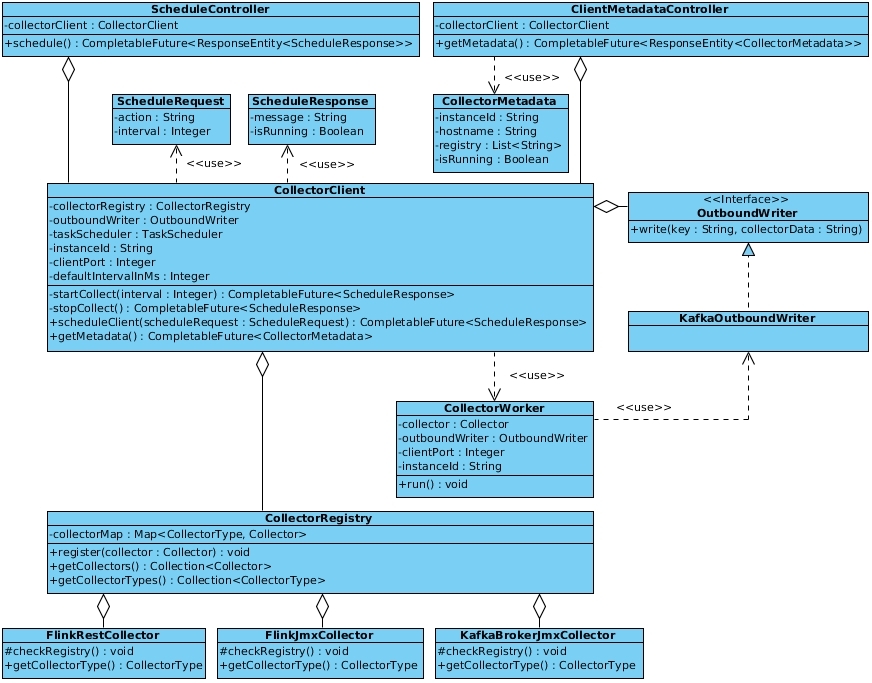 ScheduleController
-collectorClient : CollectorClient
+schedule() : CompletableFuture<ResponseEntity<ScheduleResponse>>
ClientMetadataController
-collectorClient : CollectorClient
+getMetadata() : CompletableFuture<ResponseEntity<CollectorMetadata>>
<<use>>
ScheduleRequest
-action : String
-interval : Integer
ScheduleResponse
-message : String
-isRunning : Boolean
CollectorMetadata
-instanceId : String
-hostname : String
-registry : List<String>
-isRunning : Boolean
<<use>>
<<use>>
CollectorClient
-collectorRegistry : CollectorRegistry
-outboundWriter : OutboundWriter
-taskScheduler : TaskScheduler
-instanceId : String
-clientPort : Integer
-defaultIntervalInMs : Integer
-startCollect(interval : Integer) : CompletableFuture<ScheduleResponse>
-stopCollect() : CompletableFuture<ScheduleResponse>
+scheduleClient(scheduleRequest : ScheduleRequest) : CompletableFuture<ScheduleResponse>
+getMetadata() : CompletableFuture<CollectorMetadata>
<<Interface>>
OutboundWriter
+write(key : String, collectorData : String)
KafkaOutboundWriter
<<use>>
<<use>>
CollectorWorker
-collector : Collector
-outboundWriter : OutboundWriter
-clientPort : Integer
-instanceId : String
+run() : void
CollectorRegistry
-collectorMap : Map<CollectorType, Collector>
+register(collector : Collector) : void
+getCollectors() : Collection<Collector>
+getCollectorTypes() : Collection<CollectorType>
FlinkRestCollector
#checkRegistry() : void
+getCollectorType() : CollectorType
FlinkJmxCollector
#checkRegistry() : void
+getCollectorType() : CollectorType
KafkaBrokerJmxCollector
#checkRegistry() : void
+getCollectorType() : CollectorType